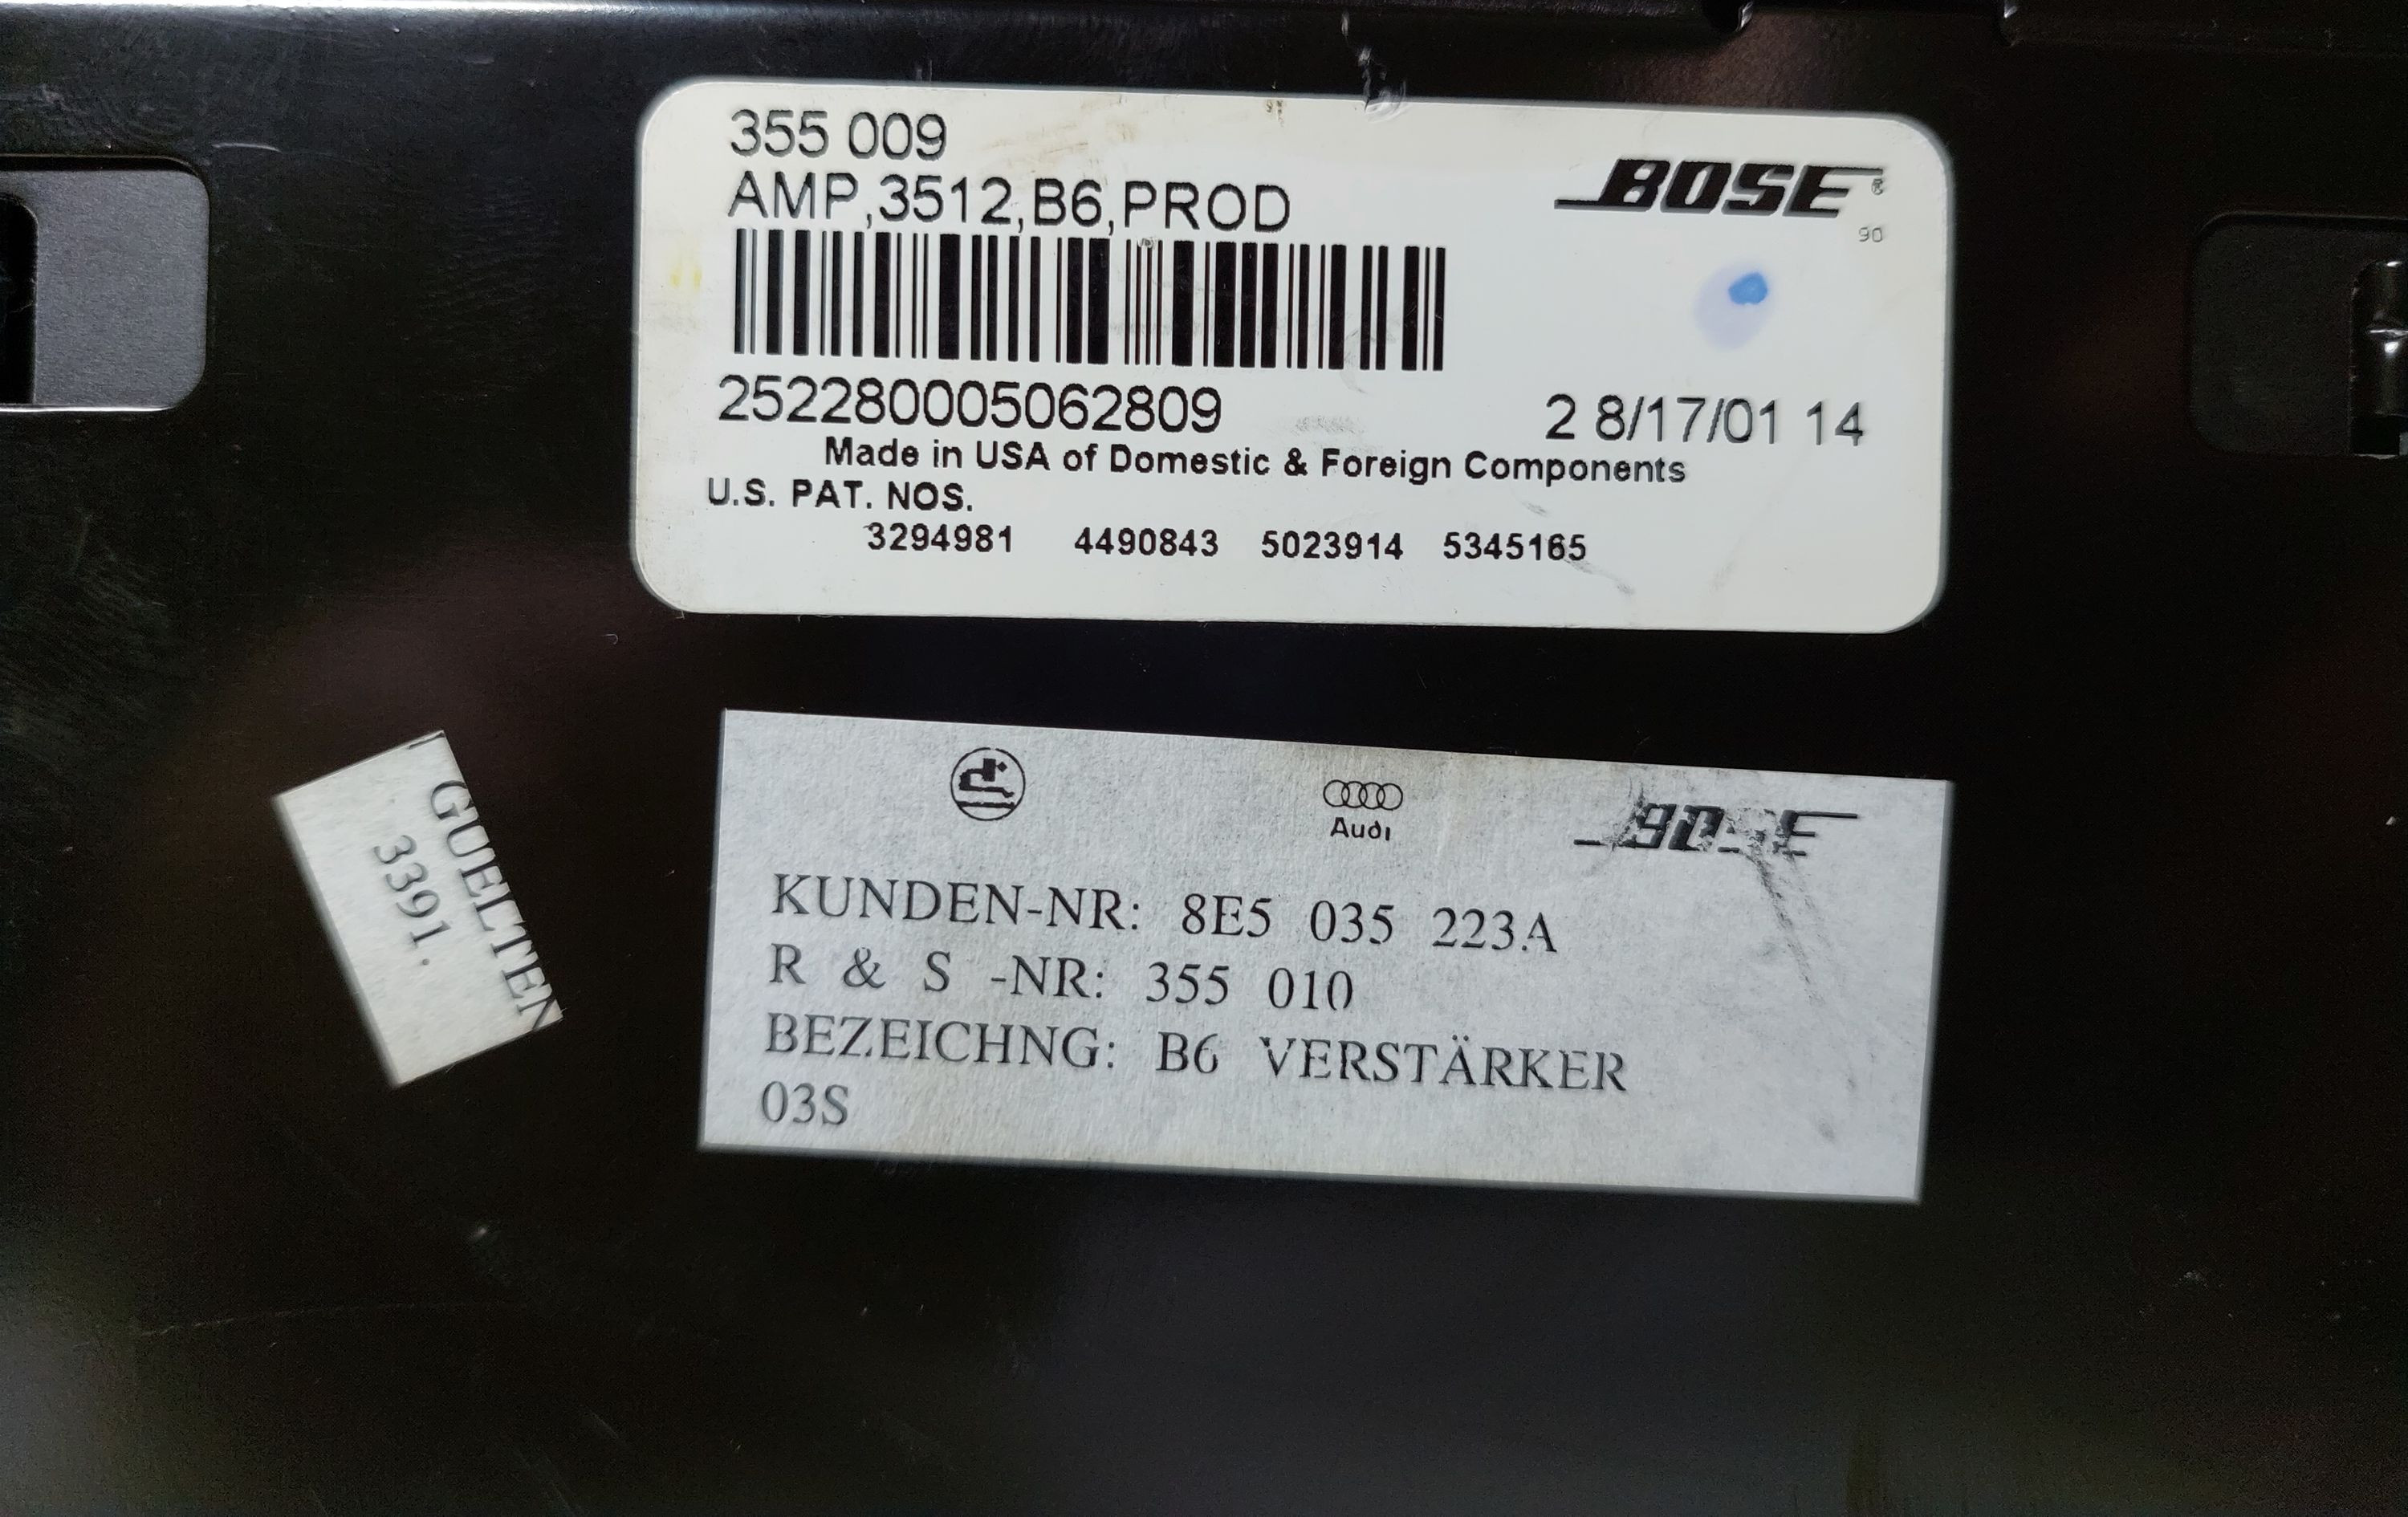 355 009
AMP,3512,B6,PROD
BOSE®
90
252280005062809
2 8/17/01 14
Made in USA of Domestic & Foreign Components
U.S. PAT. NOS.
3294981 4490843 5023914 5345165
Audi
BOSE
KUNDEN-NR: 8E5 035 223A
R & S -NR: 355 010
BEZEICHNG: B6 VERSTÄRKER
03S
GUELTEN
3391.